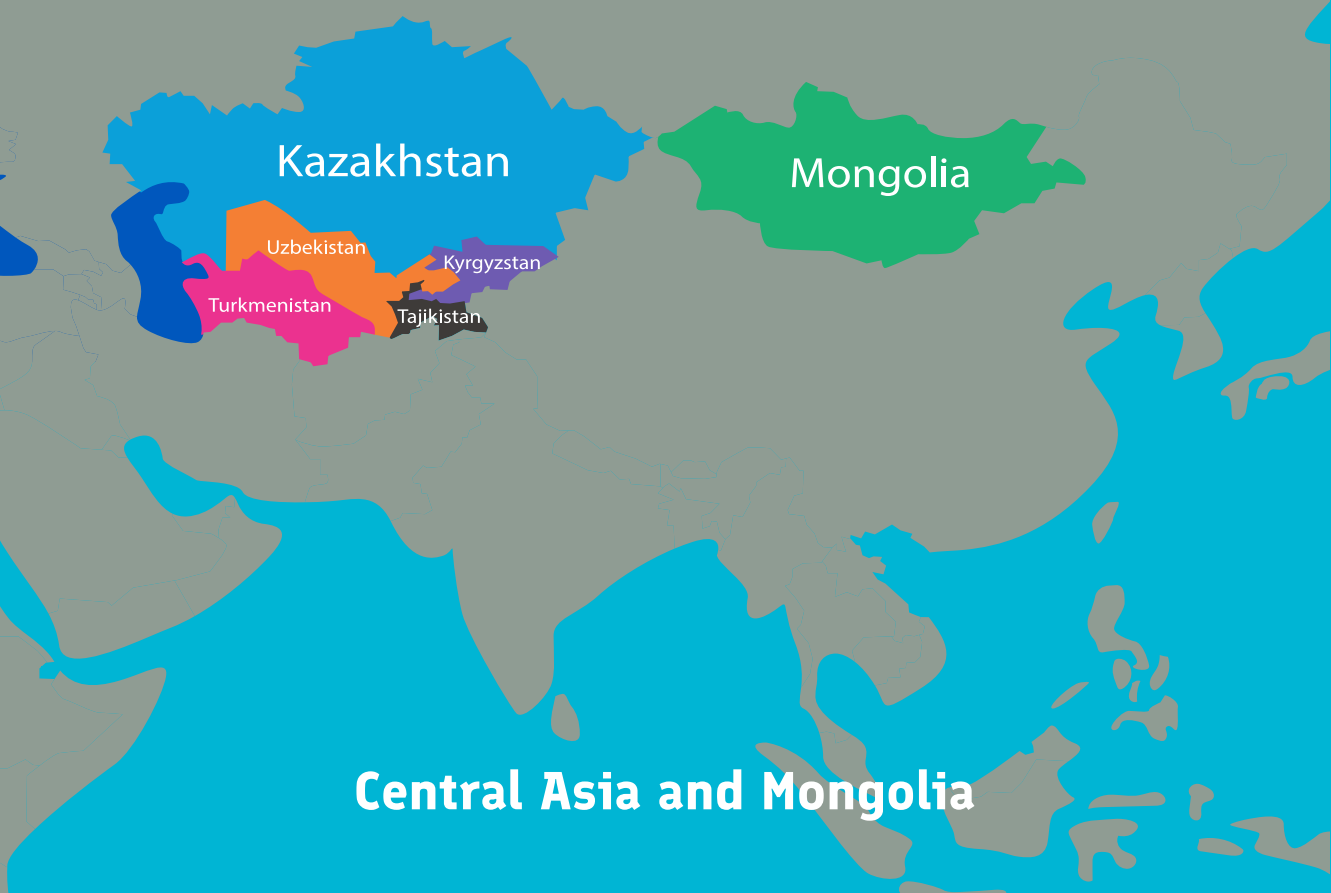 Kazakhstan
Mongolia
Uzbekistan
Kyrgyzstan
Turkmenistan
Tajikistan
Central Asia and Mongolia